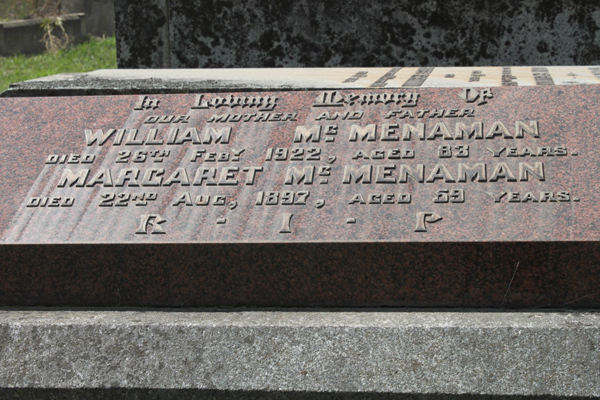 In Loving Memory Of
OUR MOTHER AND FATHER
WILLIAM McMENAMAN
DIED 26TH FEBY 1922, AGED 83 YEARS.
MARGARET McMENAMAN
DIED 22ND AUG, 1897, AGED 59 YEARS.
R - I - P